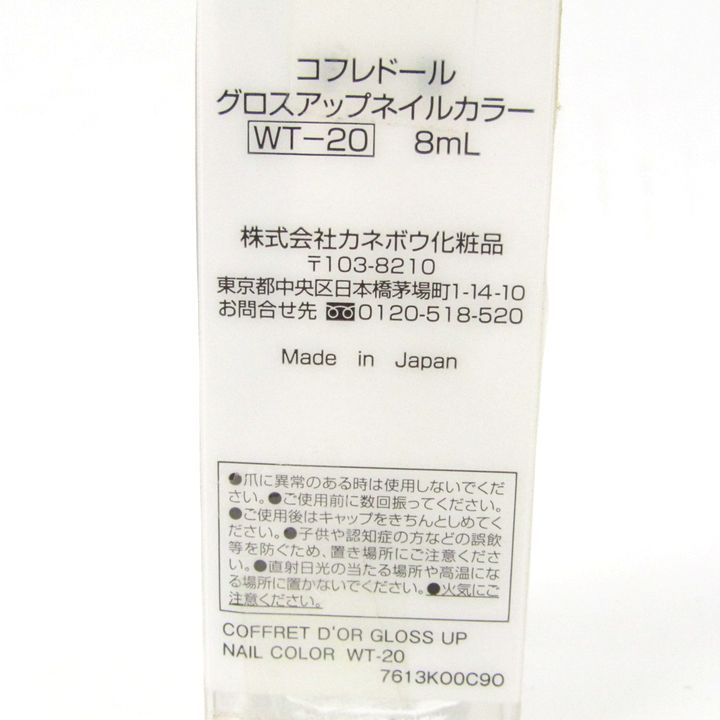 コフレドール
グロスアップネイルカラー
WT-20 8mL
株式会社カネボウ化粧品
〒103-8210
東京都中央区日本橋茅場町1-14-10
お問合せ先 0120-518-520
Made in Japan
●爪に異常のある時は使用しないでくだ
さい。●ご使用前に数回振ってください。
●ご使用後はキャップをきちんとしめてく
ださい。●子供や認知症の方などの誤飲
等を防ぐため、置き場所にご注意くださ
い。●直射日光の当たる場所や高温にな
る場所に置かないでください。●火気にご
注意ください。
COFFRET D'OR GLOSS UP
NAIL COLOR WT-20
7613K00C90